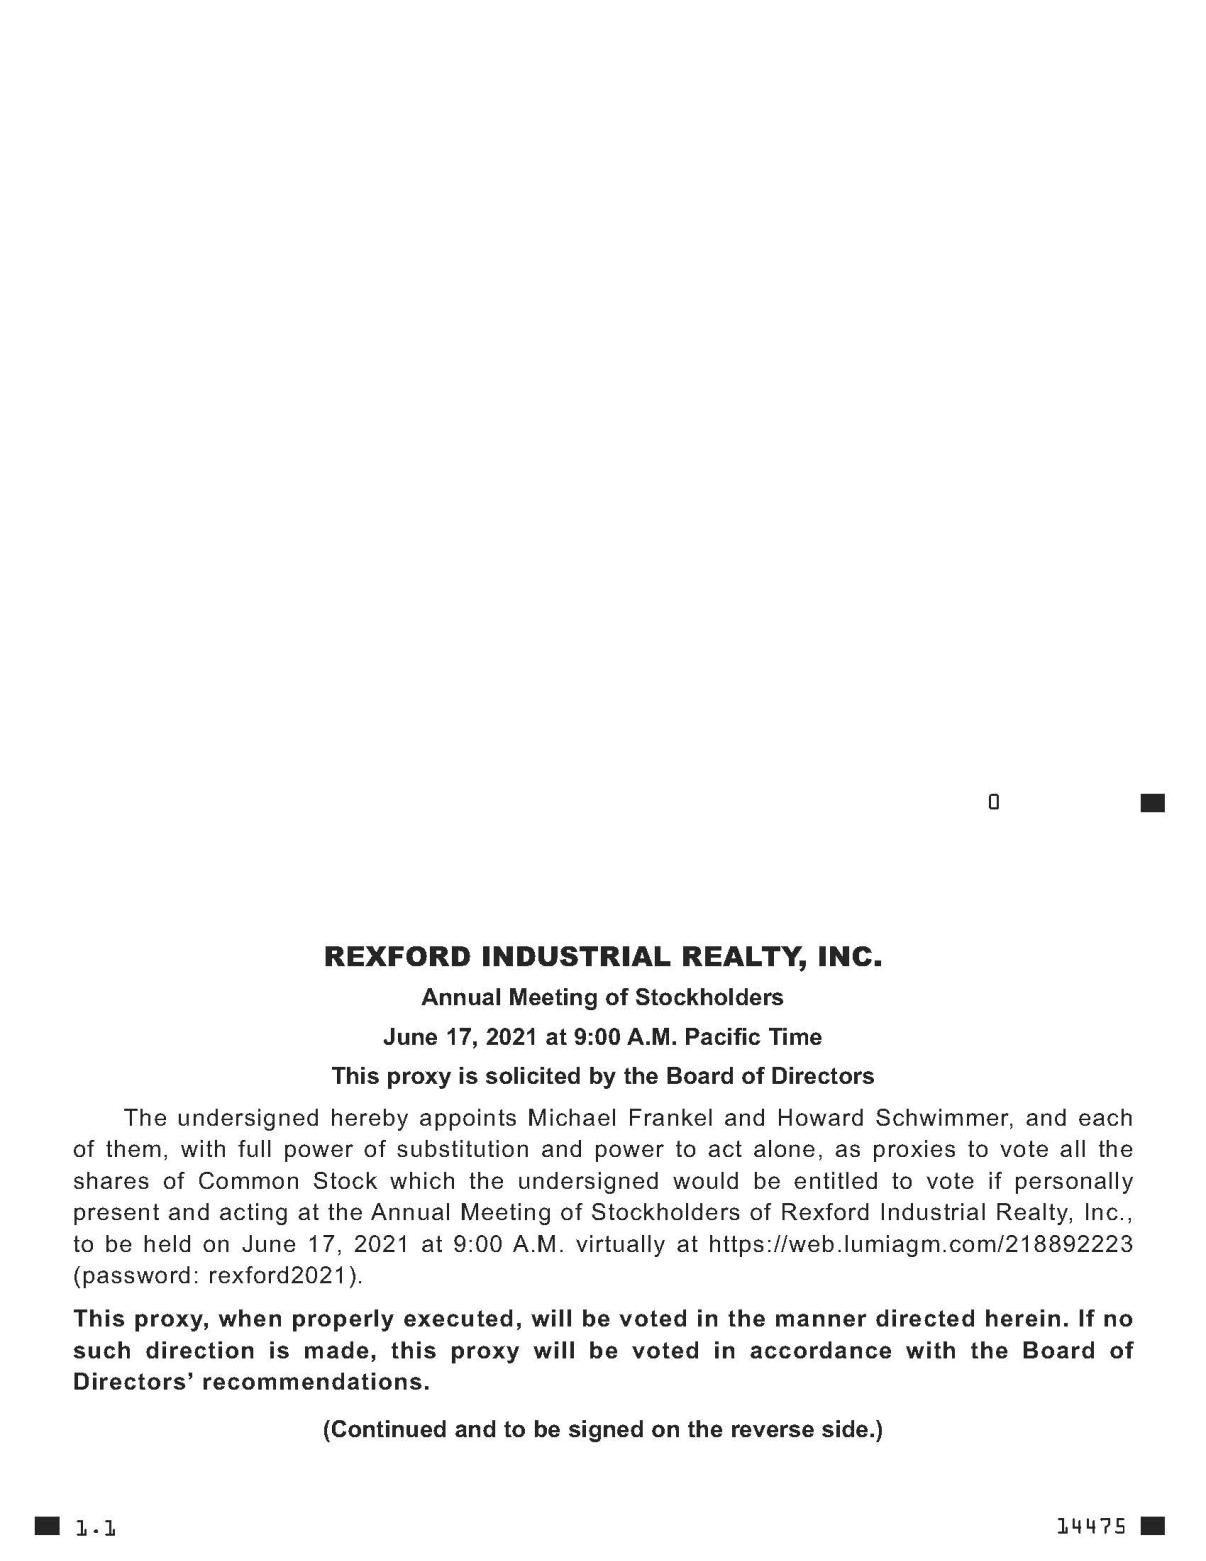 0
REXFORD INDUSTRIAL REALTY, INC.
Annual Meeting of Stockholders
June 17, 2021 at 9:00 A.M. Pacific Time
This proxy is solicited by the Board of Directors
The undersigned hereby appoints Michael Frankel and Howard Schwimmer, and each
of them, with full power of substitution and power to act alone, as proxies to vote all the
shares of Common Stock which the undersigned would be entitled to vote if personally
present and acting at the Annual Meeting of Stockholders of Rexford Industrial Realty, Inc.,
to be held on June 17, 2021 at 9:00 A.M. virtually at https://web.lumiagm.com/218892223
(password: rexford2021).
This proxy, when properly executed, will be voted in the manner directed herein. If no
such direction is made, this proxy will be voted in accordance with the Board of
Directors’ recommendations.
(Continued and to be signed on the reverse side.)
1.1 14475